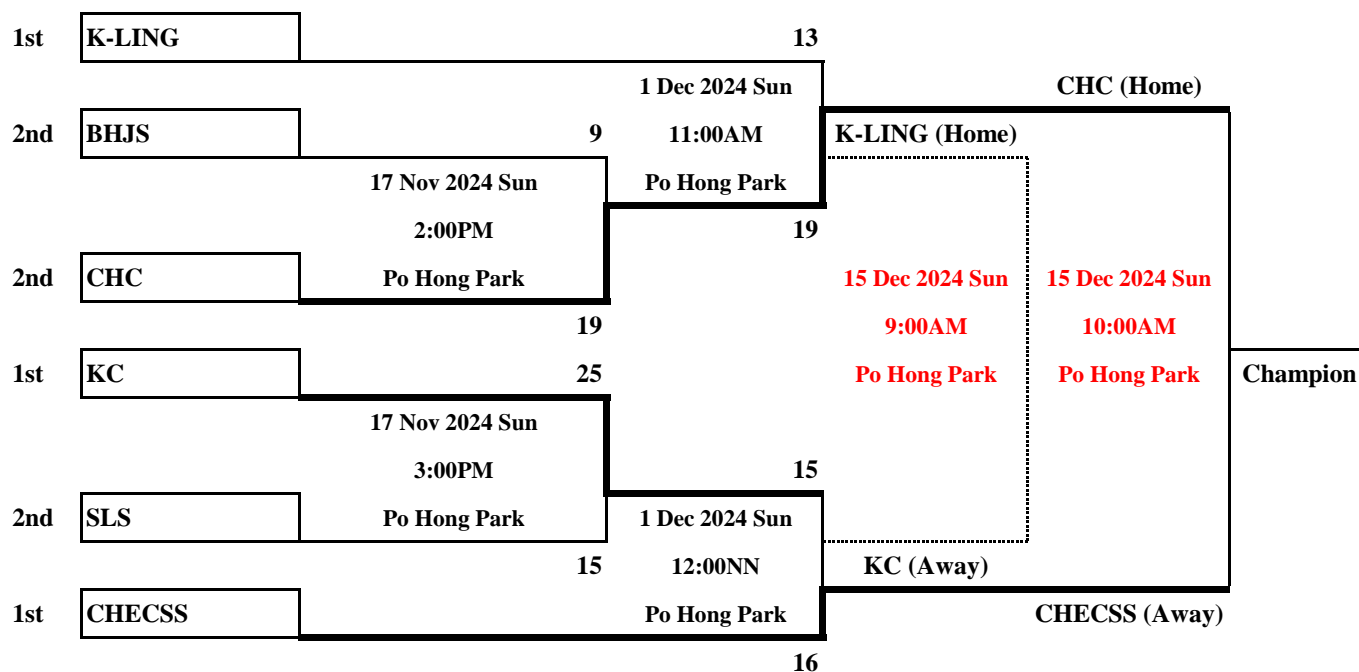 1st K-LING 13
1 Dec 2024 Sun CHC (Home)
2nd BHJS 9 11:00AM K-LING (Home)
17 Nov 2024 Sun Po Hong Park
2:00PM 19
2nd CHC Po Hong Park 15 Dec 2024 Sun 15 Dec 2024 Sun
19 9:00AM 10:00AM
1st KC 25 Po Hong Park Po Hong Park Champion
17 Nov 2024 Sun
3:00PM 15
2nd SLS Po Hong Park 1 Dec 2024 Sun
15 12:00NN KC (Away)
1st CHECSS Po Hong Park CHECSS (Away)
16